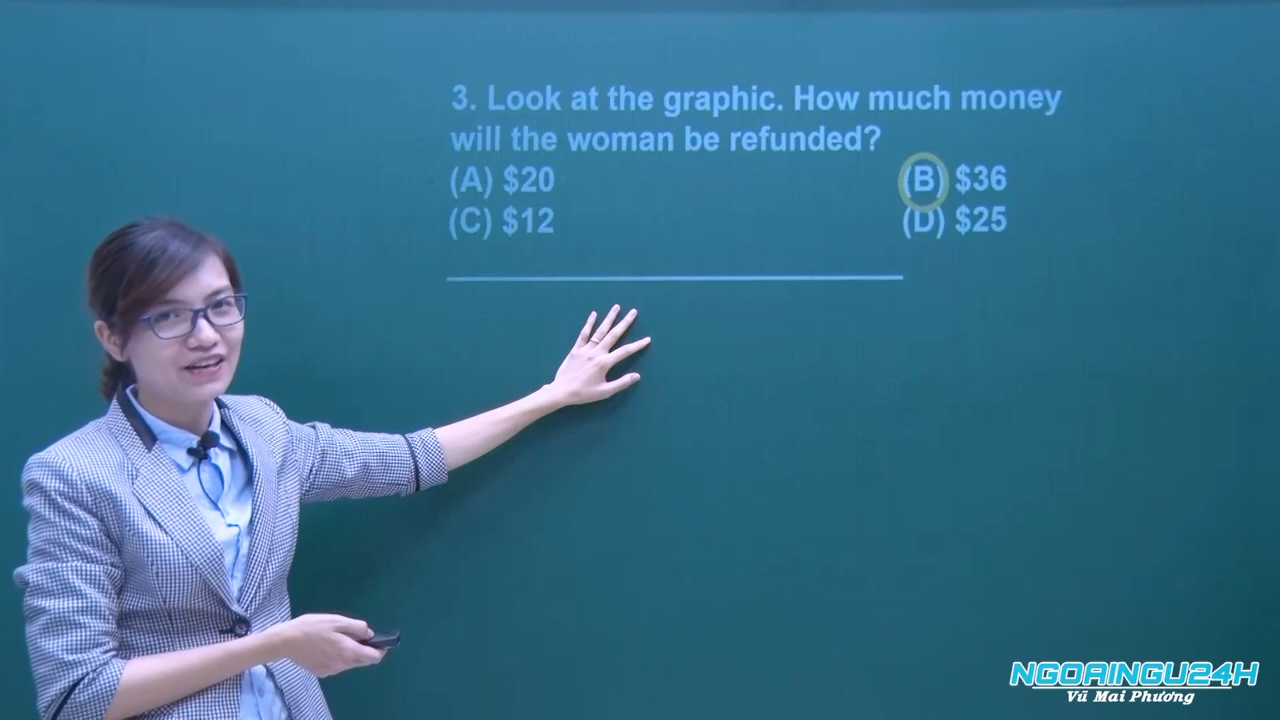 3. Look at the graphic. How much money
will the woman be refunded?
(A) $20 (B) $36
(C) $12 (D) $25
NGOAINGU24H
Vũ Mai Phương